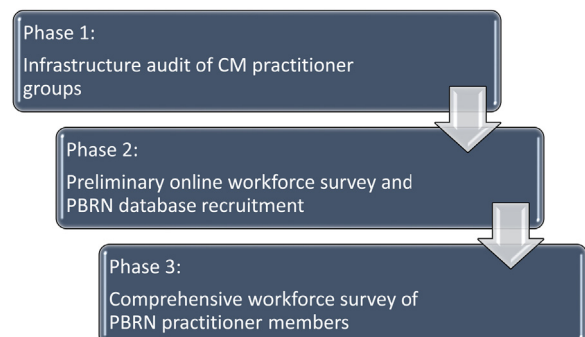 Phase 1:
Infrastructure audit of CM practitioner
groups
Phase 2:
Preliminary online workforce survey and
PBRN database recruitment
Phase 3:
Comprehensive workforce survey of
PBRN practitioner members